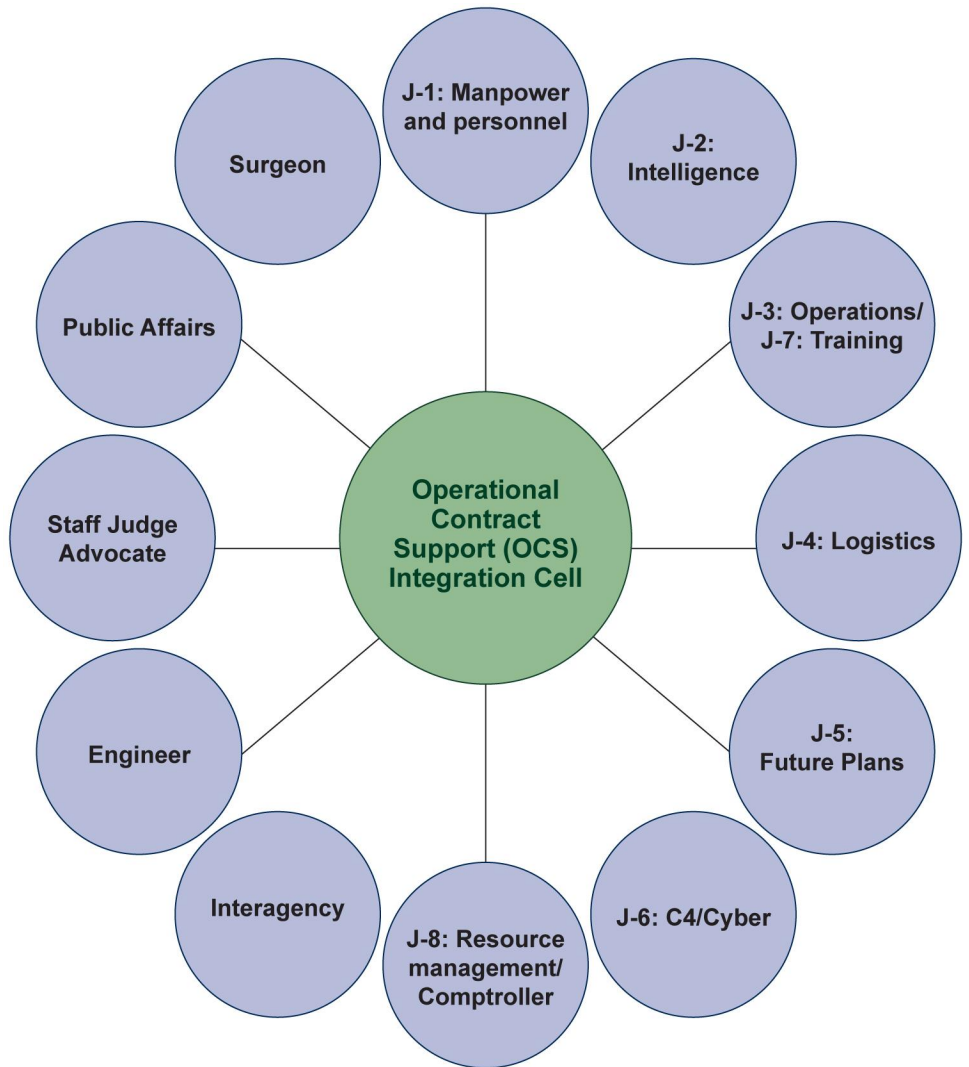 J-1: Manpower
and personnel
J-2:
Intelligence
J-3: Operations/
J-7: Training
J-4: Logistics
J-5:
Future Plans
J-6: C4/Cyber
J-8: Resource
management/
Comptroller
Interagency
Engineer
Staff Judge
Advocate
Public Affairs
Surgeon
Operational
Contract
Support (OCS)
Integration Cell